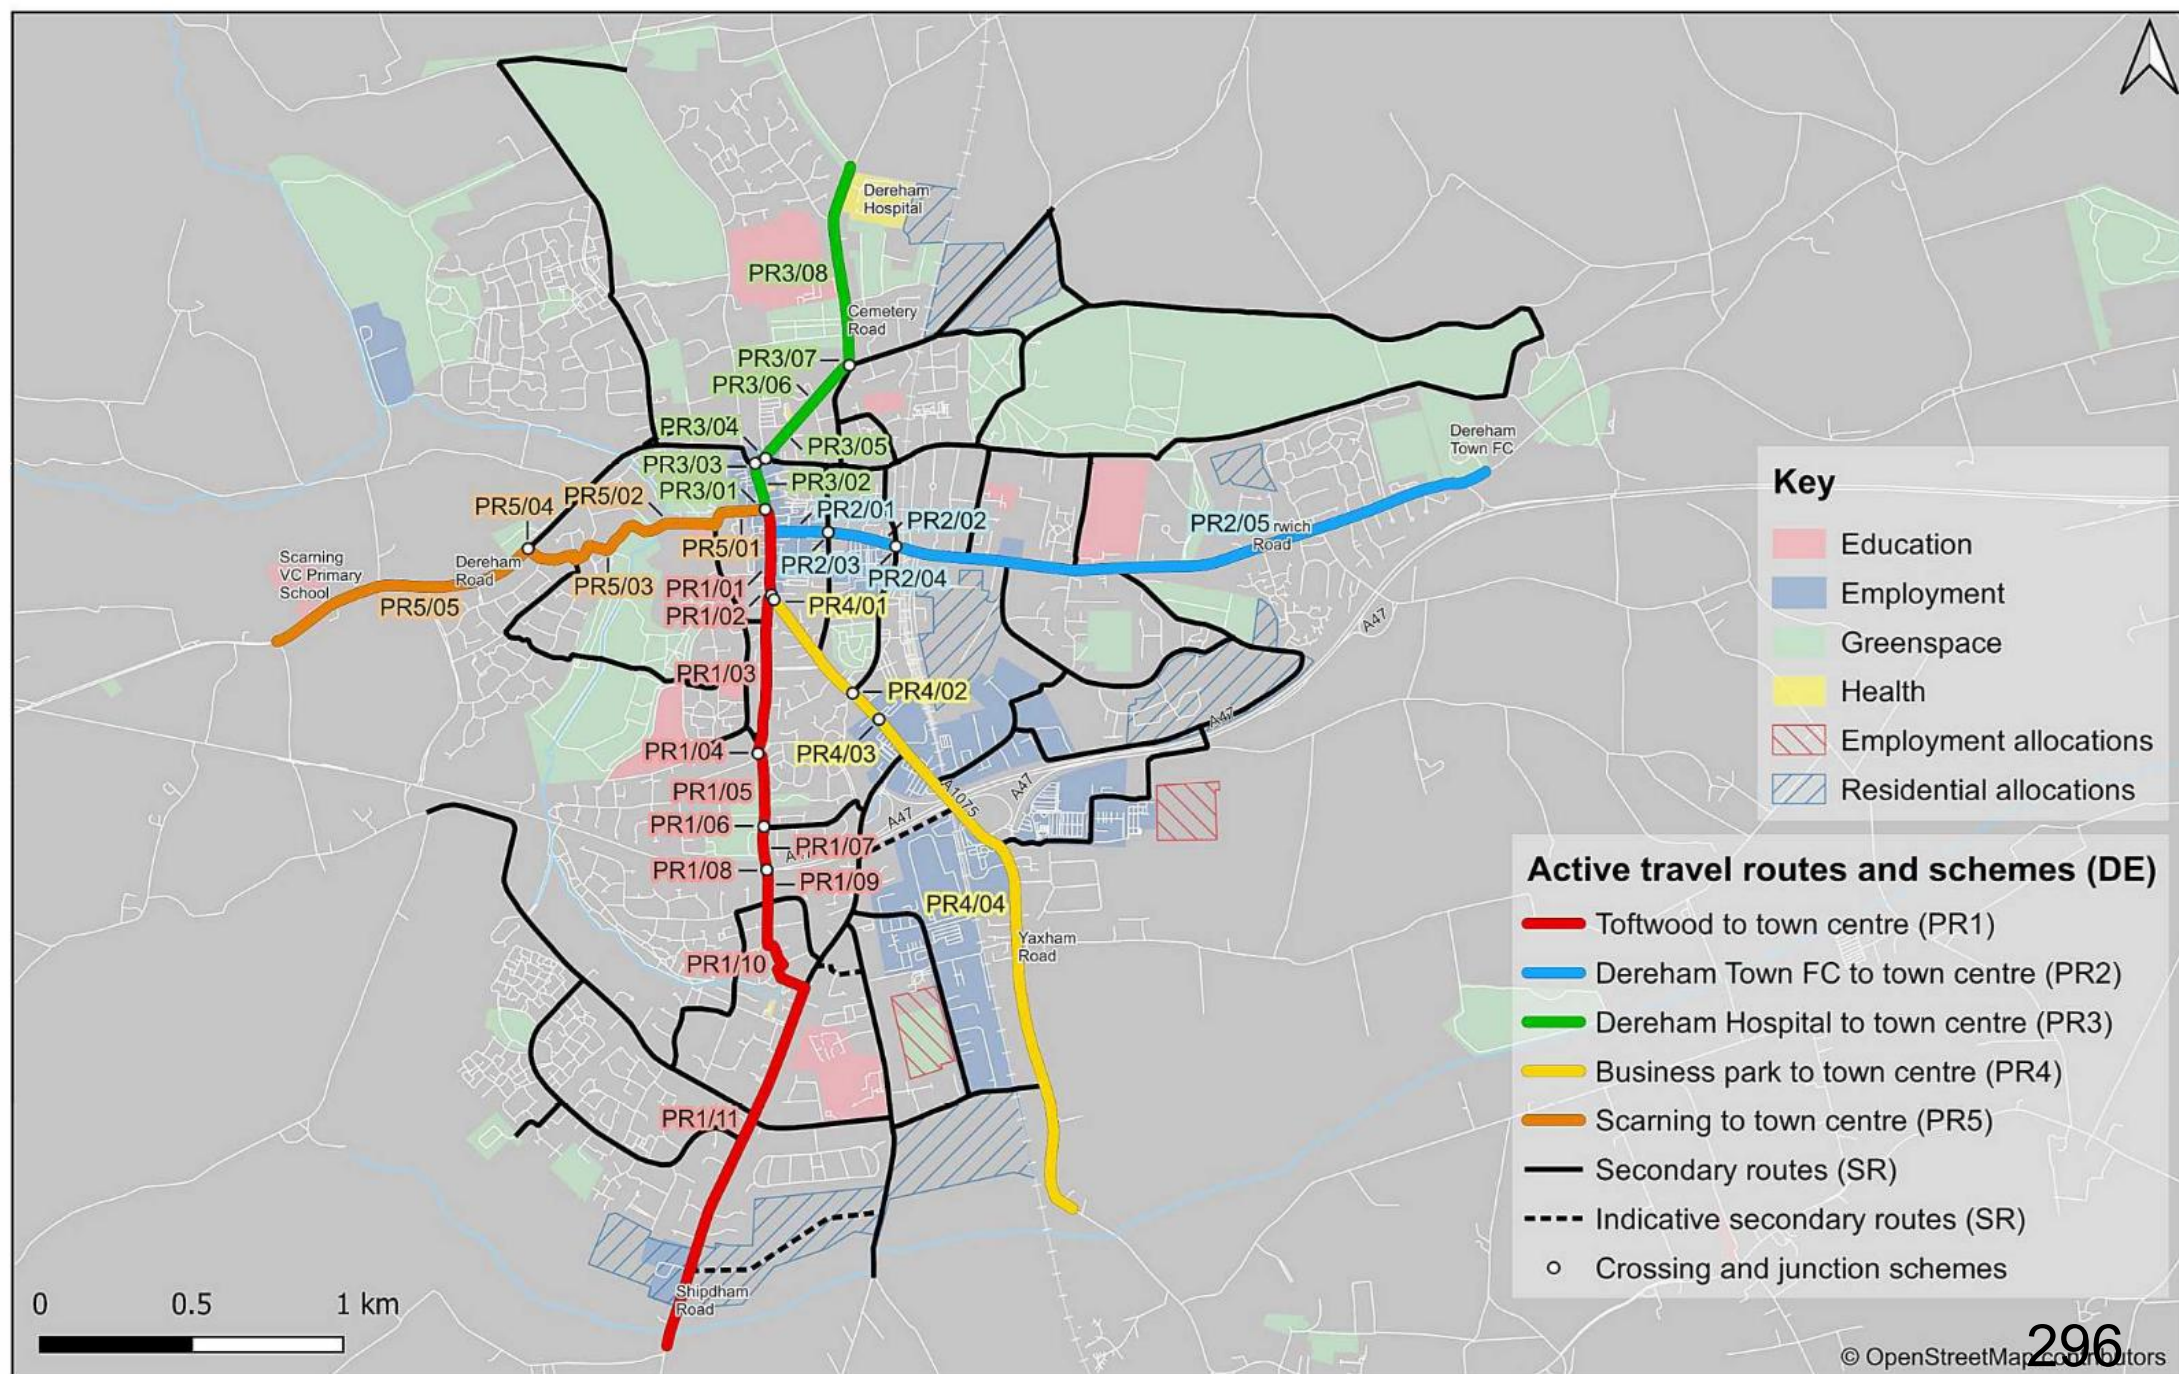 Dereham
Hospital
PR3/08
Cemetery
Road
PR3/07
PR3/06
PR3/04
PR3/05
PR3/03
PR3/02
PR3/01
Dereham
Town FC
PR5/04
PR5/02
PR2/01
PR2/02
PR2/05
rwich
Road
PR5/01
PR2/03
PR2/04
Scarning
VC Primary
School
Dereham
Road
PR5/03
PR5/05
PR1/01
PR1/02
PR4/01
A47
PR1/03
PR4/02
A47
PR1/04
PR4/03
PR1/05
A1075
A47
A47
PR1/06
PR1/07
PR1/08
PR1/09
PR4/04
Yaxham
Road
PR1/10
PR1/11
Shipdham
Road
Key
Education
Employment
Greenspace
Health
Employment allocations
Residential allocations
Active travel routes and schemes (DE)
Toftwood to town centre (PR1)
Dereham Town FC to town centre (PR2)
Dereham Hospital to town centre (PR3)
Business park to town centre (PR4)
Scarning to town centre (PR5)
Secondary routes (SR)
Indicative secondary routes (SR)
Crossing and junction schemes
0 0.5 1 km
296
© OpenStreetMap contributors